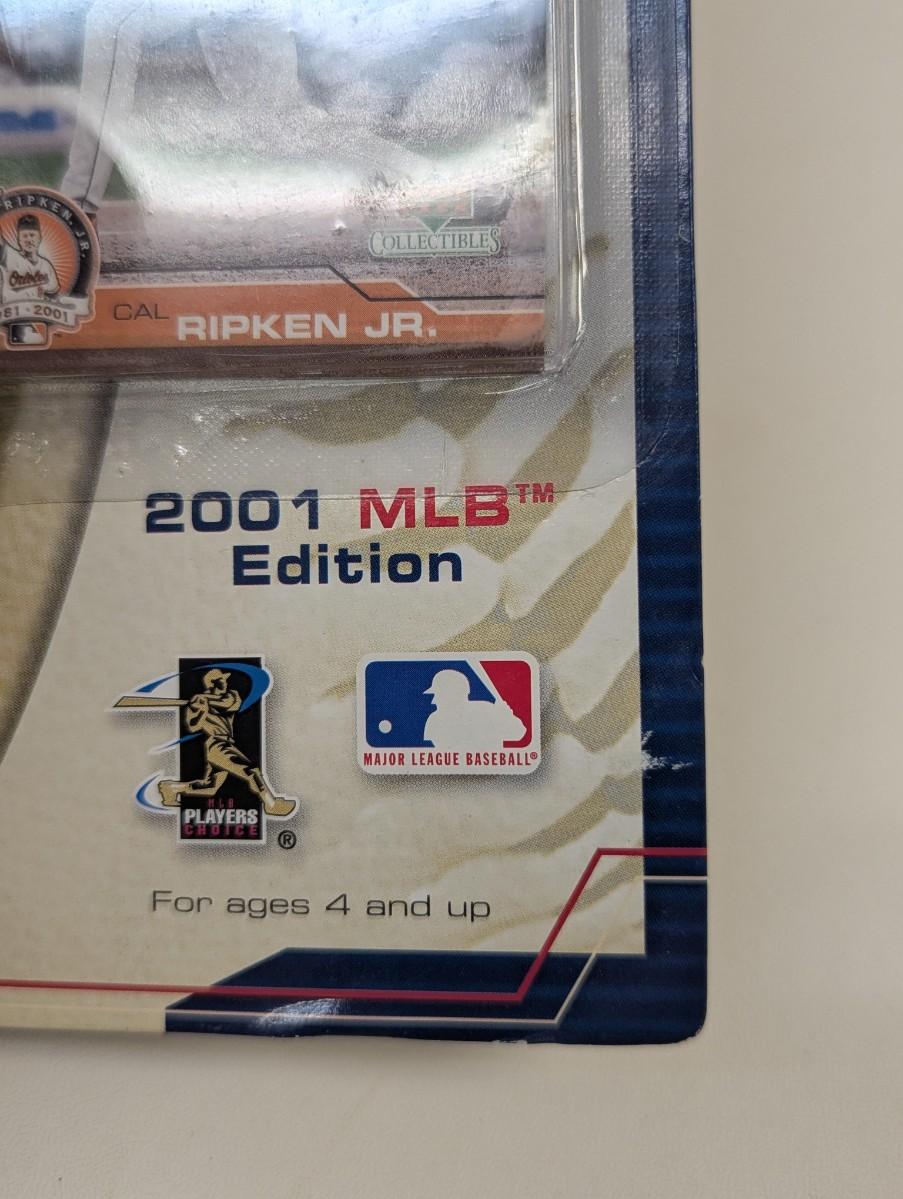 COLLECTIBLES
RIPKEN, JR.
Orioles
81 · 2001
CAL RIPKEN JR.
2001 MLB™
Edition
MLB
PLAYERS
CHOICE
®
MAJOR LEAGUE BASEBALL®
For ages 4 and up